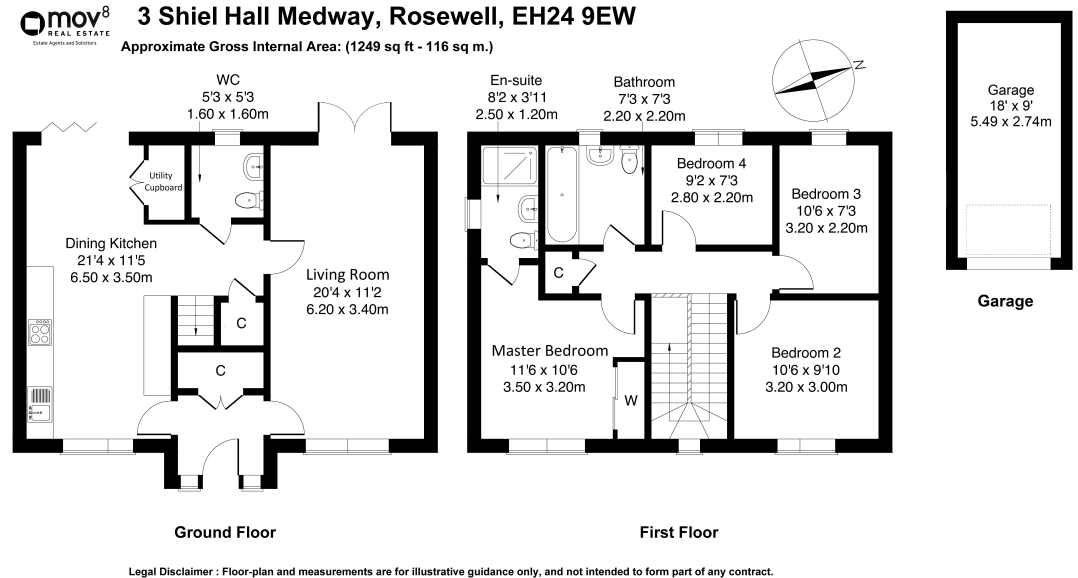 mov8
REAL ESTATE
Estate Agents and Solicitors
3 Shiel Hall Medway, Rosewell, EH24 9EW
Approximate Gross Internal Area: (1249 sq ft - 116 sq m.)
WC
5'3 x 5'3
1.60 x 1.60m
Utility
Cupboard
Dining Kitchen
21'4 x 11'5
6.50 x 3.50m
Living Room
20'4 x 11'2
6.20 x 3.40m
C
C
Ground Floor
En-suite
8'2 x 3'11
2.50 x 1.20m
Bathroom
7'3 x 7'3
2.20 x 2.20m
N
Bedroom 4
9'2 x 7'3
2.80 x 2.20m
Bedroom 3
10'6 x 7'3
3.20 x 2.20m
C
Master Bedroom
11'6 x 10'6
3.50 x 3.20m
W
Bedroom 2
10'6 x 9'10
3.20 x 3.00m
First Floor
Garage
18' x 9'
5.49 x 2.74m
Garage
Legal Disclaimer : Floor-plan and measurements are for illustrative guidance only, and not intended to form part of any contract.